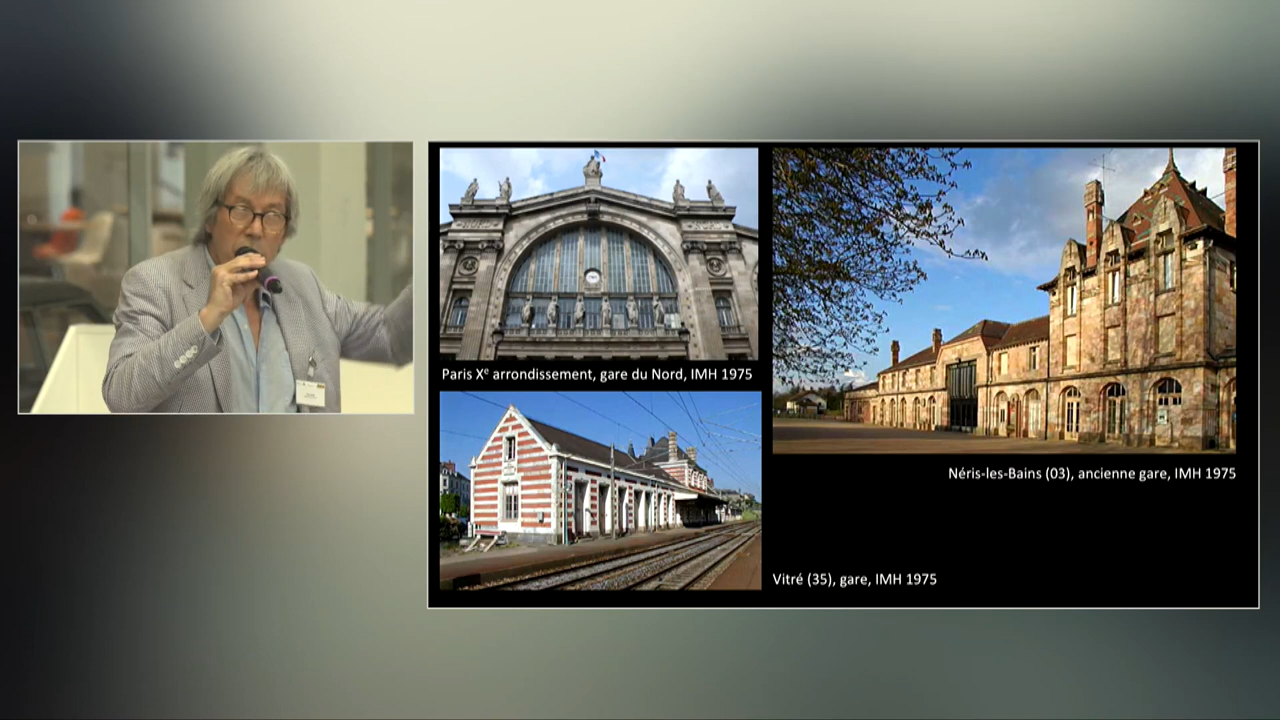 Paris Xe arrondissement, gare du Nord, IMH 1975
Néris-les-Bains (03), ancienne gare, IMH 1975
Vitré (35), gare, IMH 1975